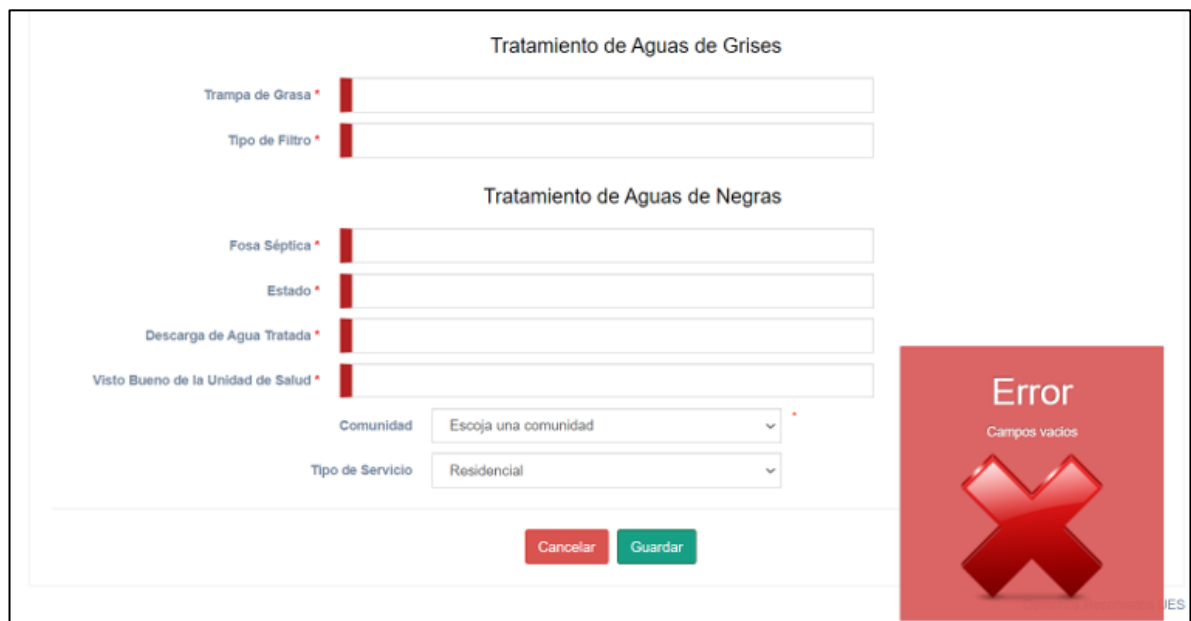 Tratamiento de Aguas de Grises
Trampa de Grasa *
Tipo de Filtro *
Tratamiento de Aguas de Negras
Fosa Séptica *
Estado *
Descarga de Agua Tratada *
Visto Bueno de la Unidad de Salud *
Comunidad Escoja una comunidad *
Tipo de Servicio Residencial
Error
Campos vacios
Cancelar Guardar
UES